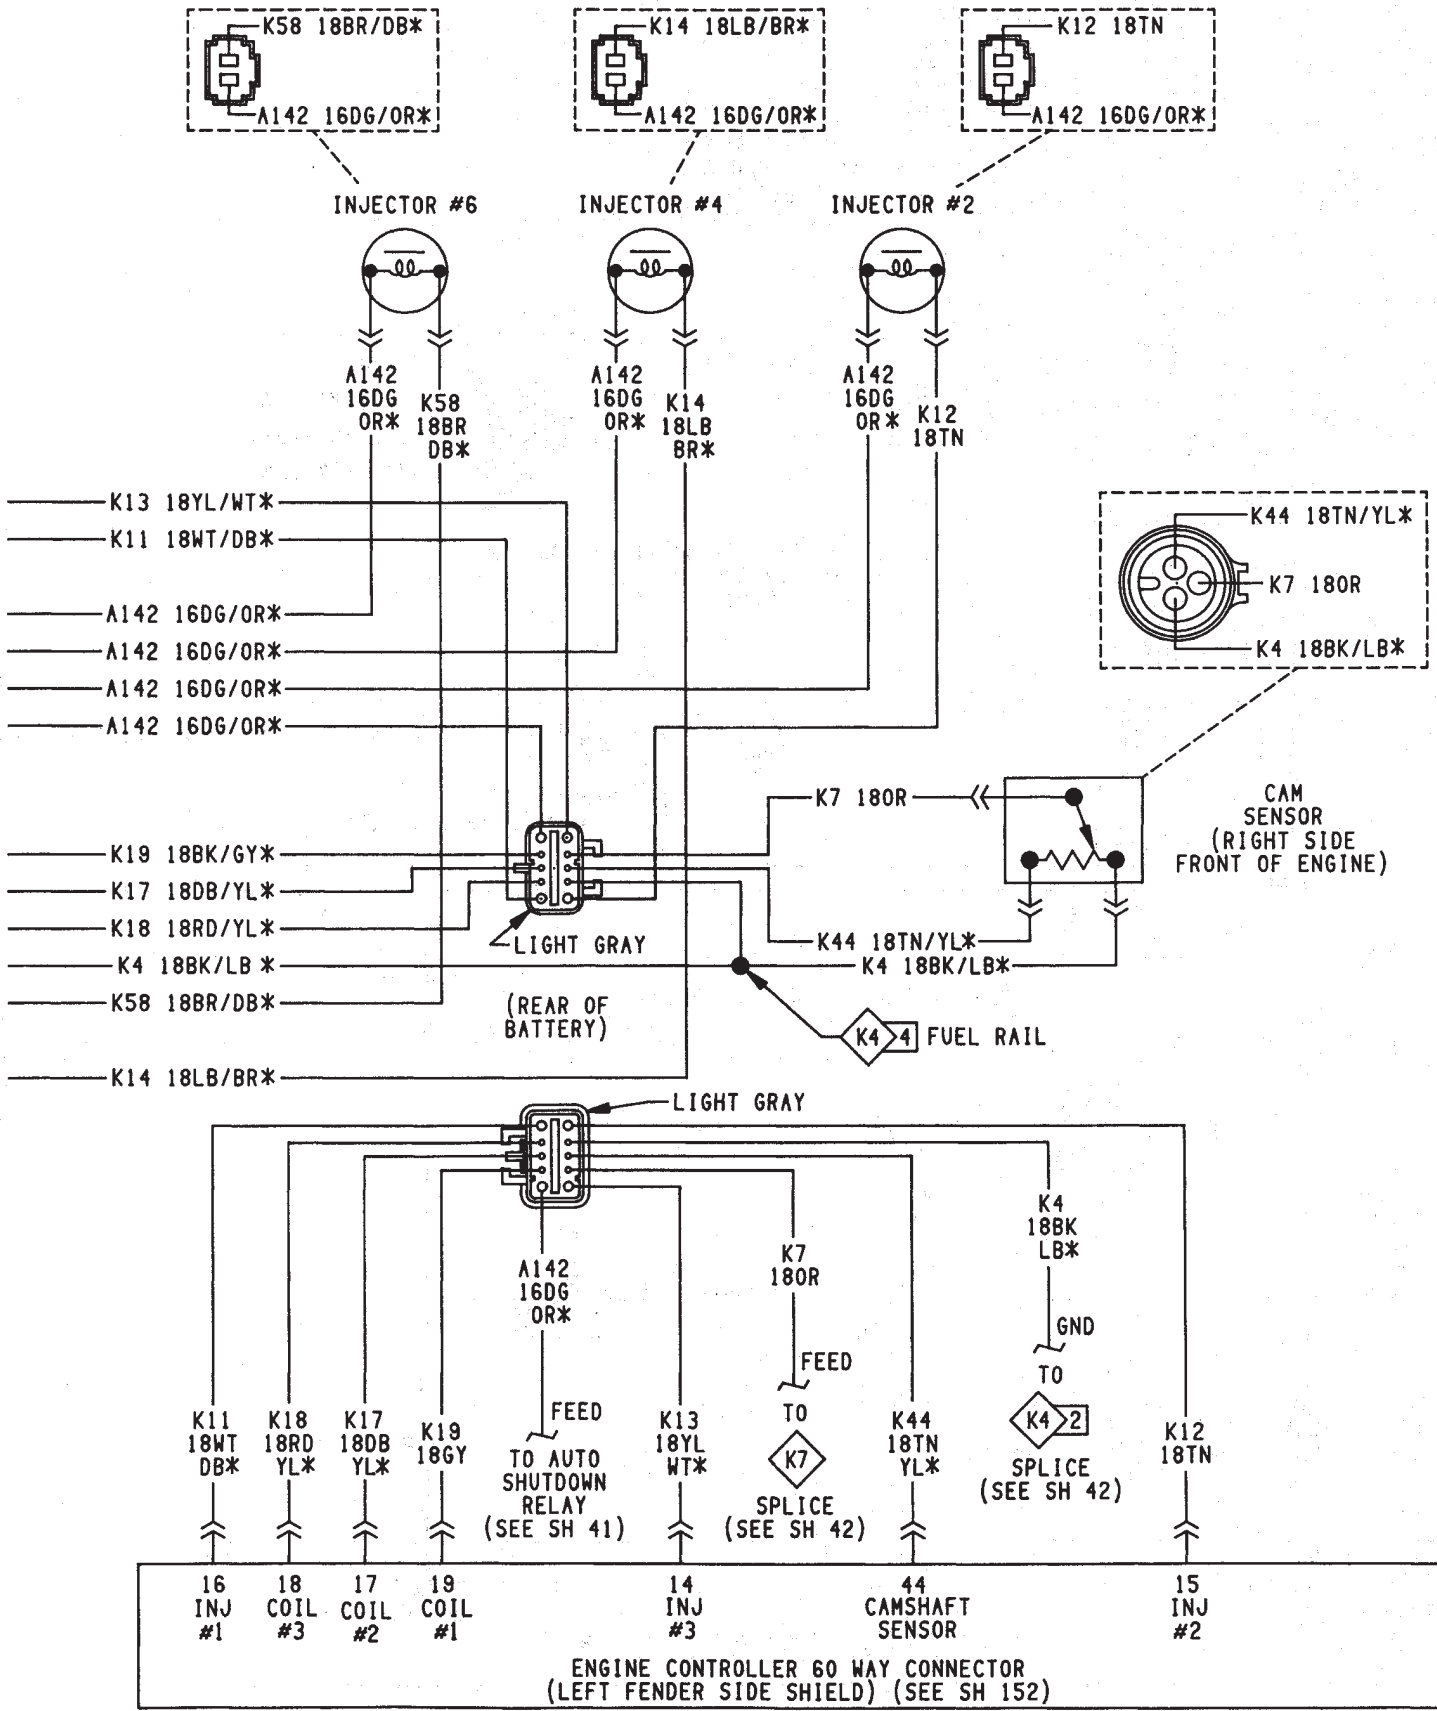 K58 18BR/DB*
K14 18LB/BR*
K12 18TN
A142 16DG/OR*
A142 16DG/OR*
A142 16DG/OR*
INJECTOR #6
INJECTOR #4
INJECTOR #2
A142
16DG
OR*
K58
18BR
DB*
A142
16DG
OR*
K14
18LB
BR*
A142
16DG
OR*
K12
18TN
K13 18YL/WT*
K11 18WT/DB*
A142 16DG/OR*
A142 16DG/OR*
A142 16DG/OR*
A142 16DG/OR*
K44 18TN/YL*
K7 18OR
K4 18BK/LB*
K7 18OR
CAM
SENSOR
(RIGHT SIDE
FRONT OF ENGINE)
K19 18BK/GY*
K17 18DB/YL*
K18 18RD/YL*
K4 18BK/LB *
K58 18BR/DB*
K14 18LB/BR*
LIGHT GRAY
(REAR OF
BATTERY)
K44 18TN/YL*
K4 18BK/LB*
K4 4 FUEL RAIL
LIGHT GRAY
A142
16DG
OR*
K7
18OR
K4
18BK
LB*
GND
TO
K4 2
SPLICE
(SEE SH 42)
FEED
TO
K7
SPLICE
(SEE SH 42)
FEED
TO AUTO
SHUTDOWN
RELAY
(SEE SH 41)
K11
18WT
DB*
K18
18RD
YL*
K17
18DB
YL*
K19
18GY
K13
18YL
WT*
K44
18TN
YL*
K12
18TN
16
INJ
#1
18
COIL
#3
17
COIL
#2
19
COIL
#1
14
INJ
#3
44
CAMSHAFT
SENSOR
15
INJ
#2
ENGINE CONTROLLER 60 WAY CONNECTOR
(LEFT FENDER SIDE SHIELD) (SEE SH 152)